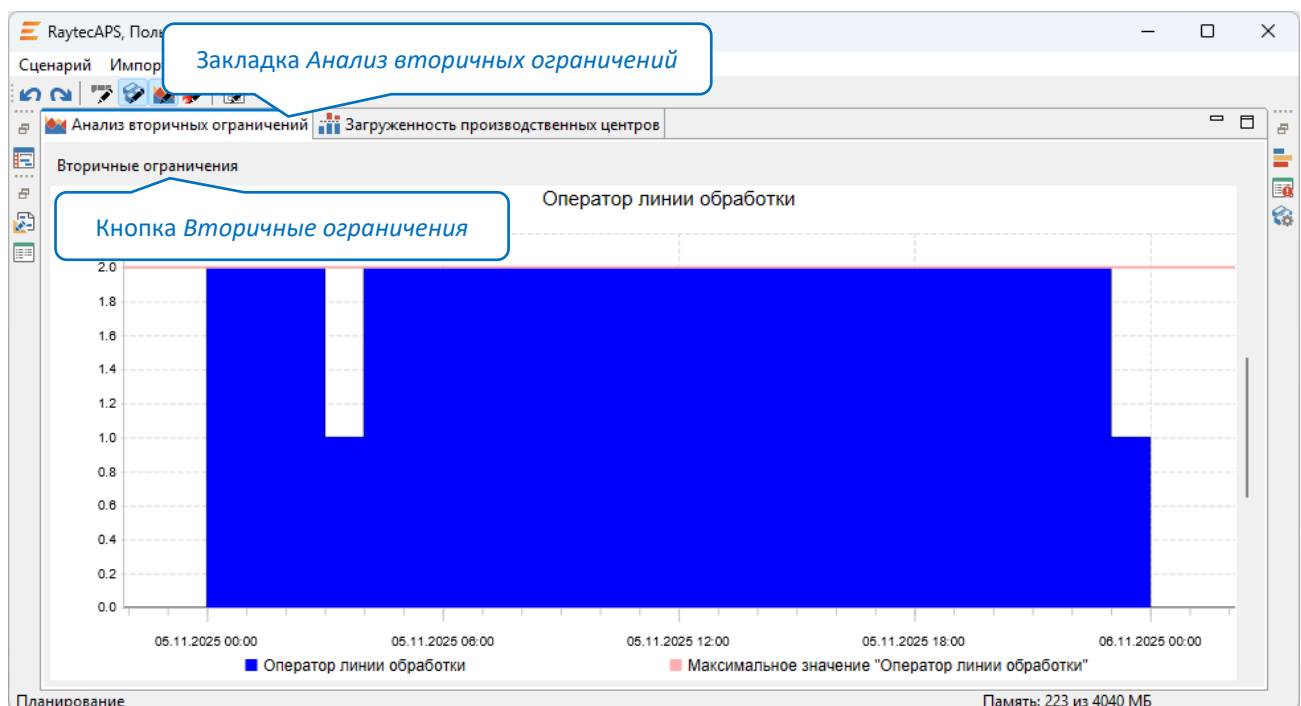 RaytecAPS, Поль
Закладка Анализ вторичных ограничений
Сценарий Импор
Анализ вторичных ограничений
Загруженность производственных центров
Вторичные ограничения
Оператор линии обработки
Кнопка Вторичные ограничения
2.0
1.8
1.6
1.4
1.2
1.0
0.8
0.6
0.4
0.2
0.0
05.11.2025 00:00 05.11.2025 06:00 05.11.2025 12:00 05.11.2025 18:00 06.11.2025 00:00
Оператор линии обработки Максимальное значение "Оператор линии обработки"
Планирование Память: 223 из 4040 МБ